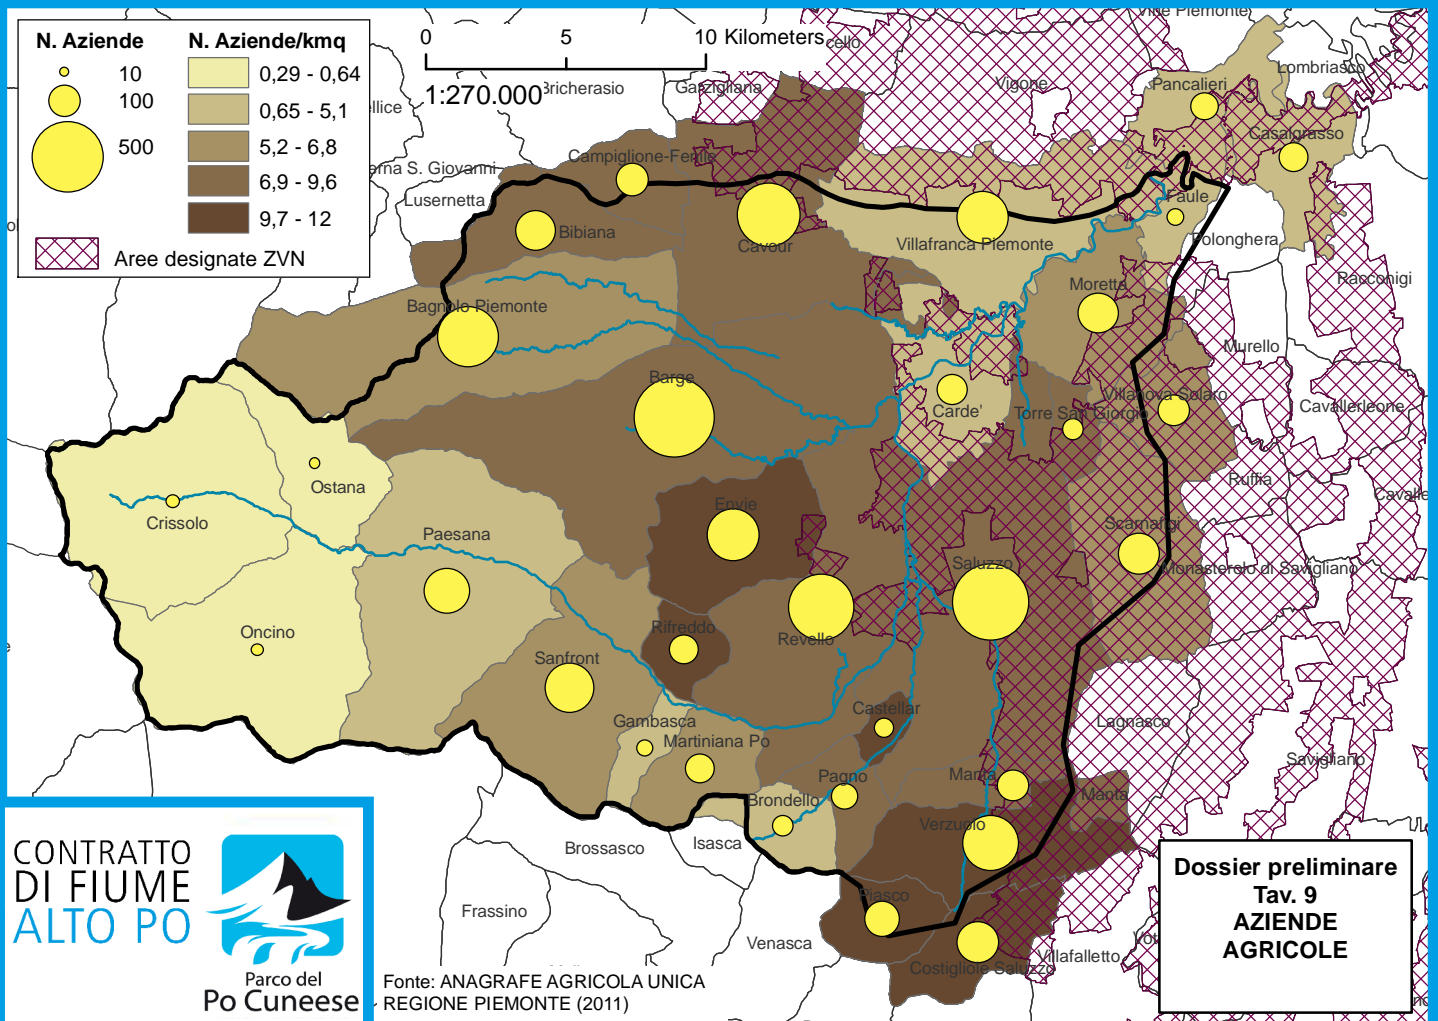 N. Aziende
10
100
500
N. Aziende/kmq
0,29 - 0,64
0,65 - 5,1
5,2 - 6,8
6,9 - 9,6
9,7 - 12
Aree designate ZVN
0 5 10 Kilometers
1:270.000
Bricherasio
Garzigliana
Vigone
Pancalieri
Lombriasco
Casalgrasso
Campiglione-Fenile
Lusernetta
Bibiana
Cavour
Villafranca Piemonte
Faule
Polonghera
Racconigi
Bagnolo Piemonte
Moretta
Murello
Barge
Carde'
Torre San Giorgio
Villanova Solaro
Cavallerleone
Ruffia
Ostana
Crissolo
Paesana
Envie
Scarnafigi
Saluzzo
Monasterolo di Savigliano
Oncino
Rifreddo
Revello
Sanfront
Gambasca
Martiniana Po
Castellar
Lagnasco
Savigliano
Pagno
Manta
Manta
Brondello
Verzuolo
Brossasco
Isasca
Piasco
Frassino
Venasca
Costigliole Saluzzo
Villafalletto
CONTRATTO
DI FIUME
ALTO PO
Parco del
Po Cuneese
Fonte: ANAGRAFE AGRICOLA UNICA
REGIONE PIEMONTE (2011)
Dossier preliminare
Tav. 9
AZIENDE
AGRICOLE